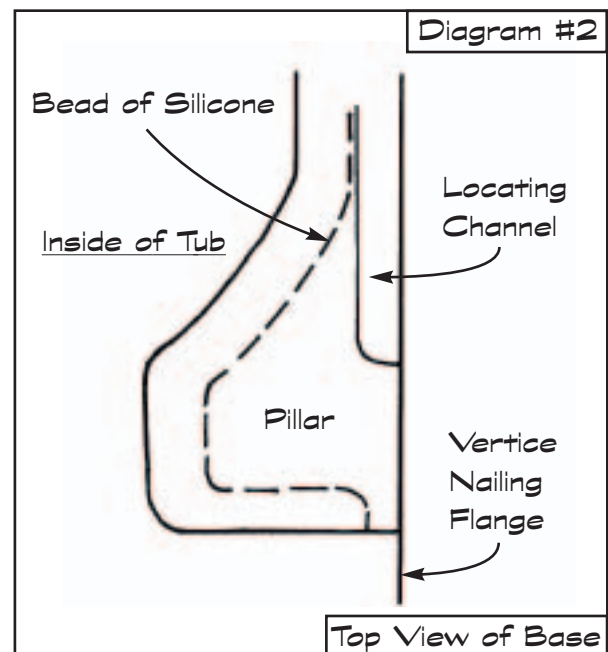 Diagram #2
Bead of Silicone
Locating
Channel
Inside of Tub
Pillar
Vertice
Nailing
Flange
Top View of Base